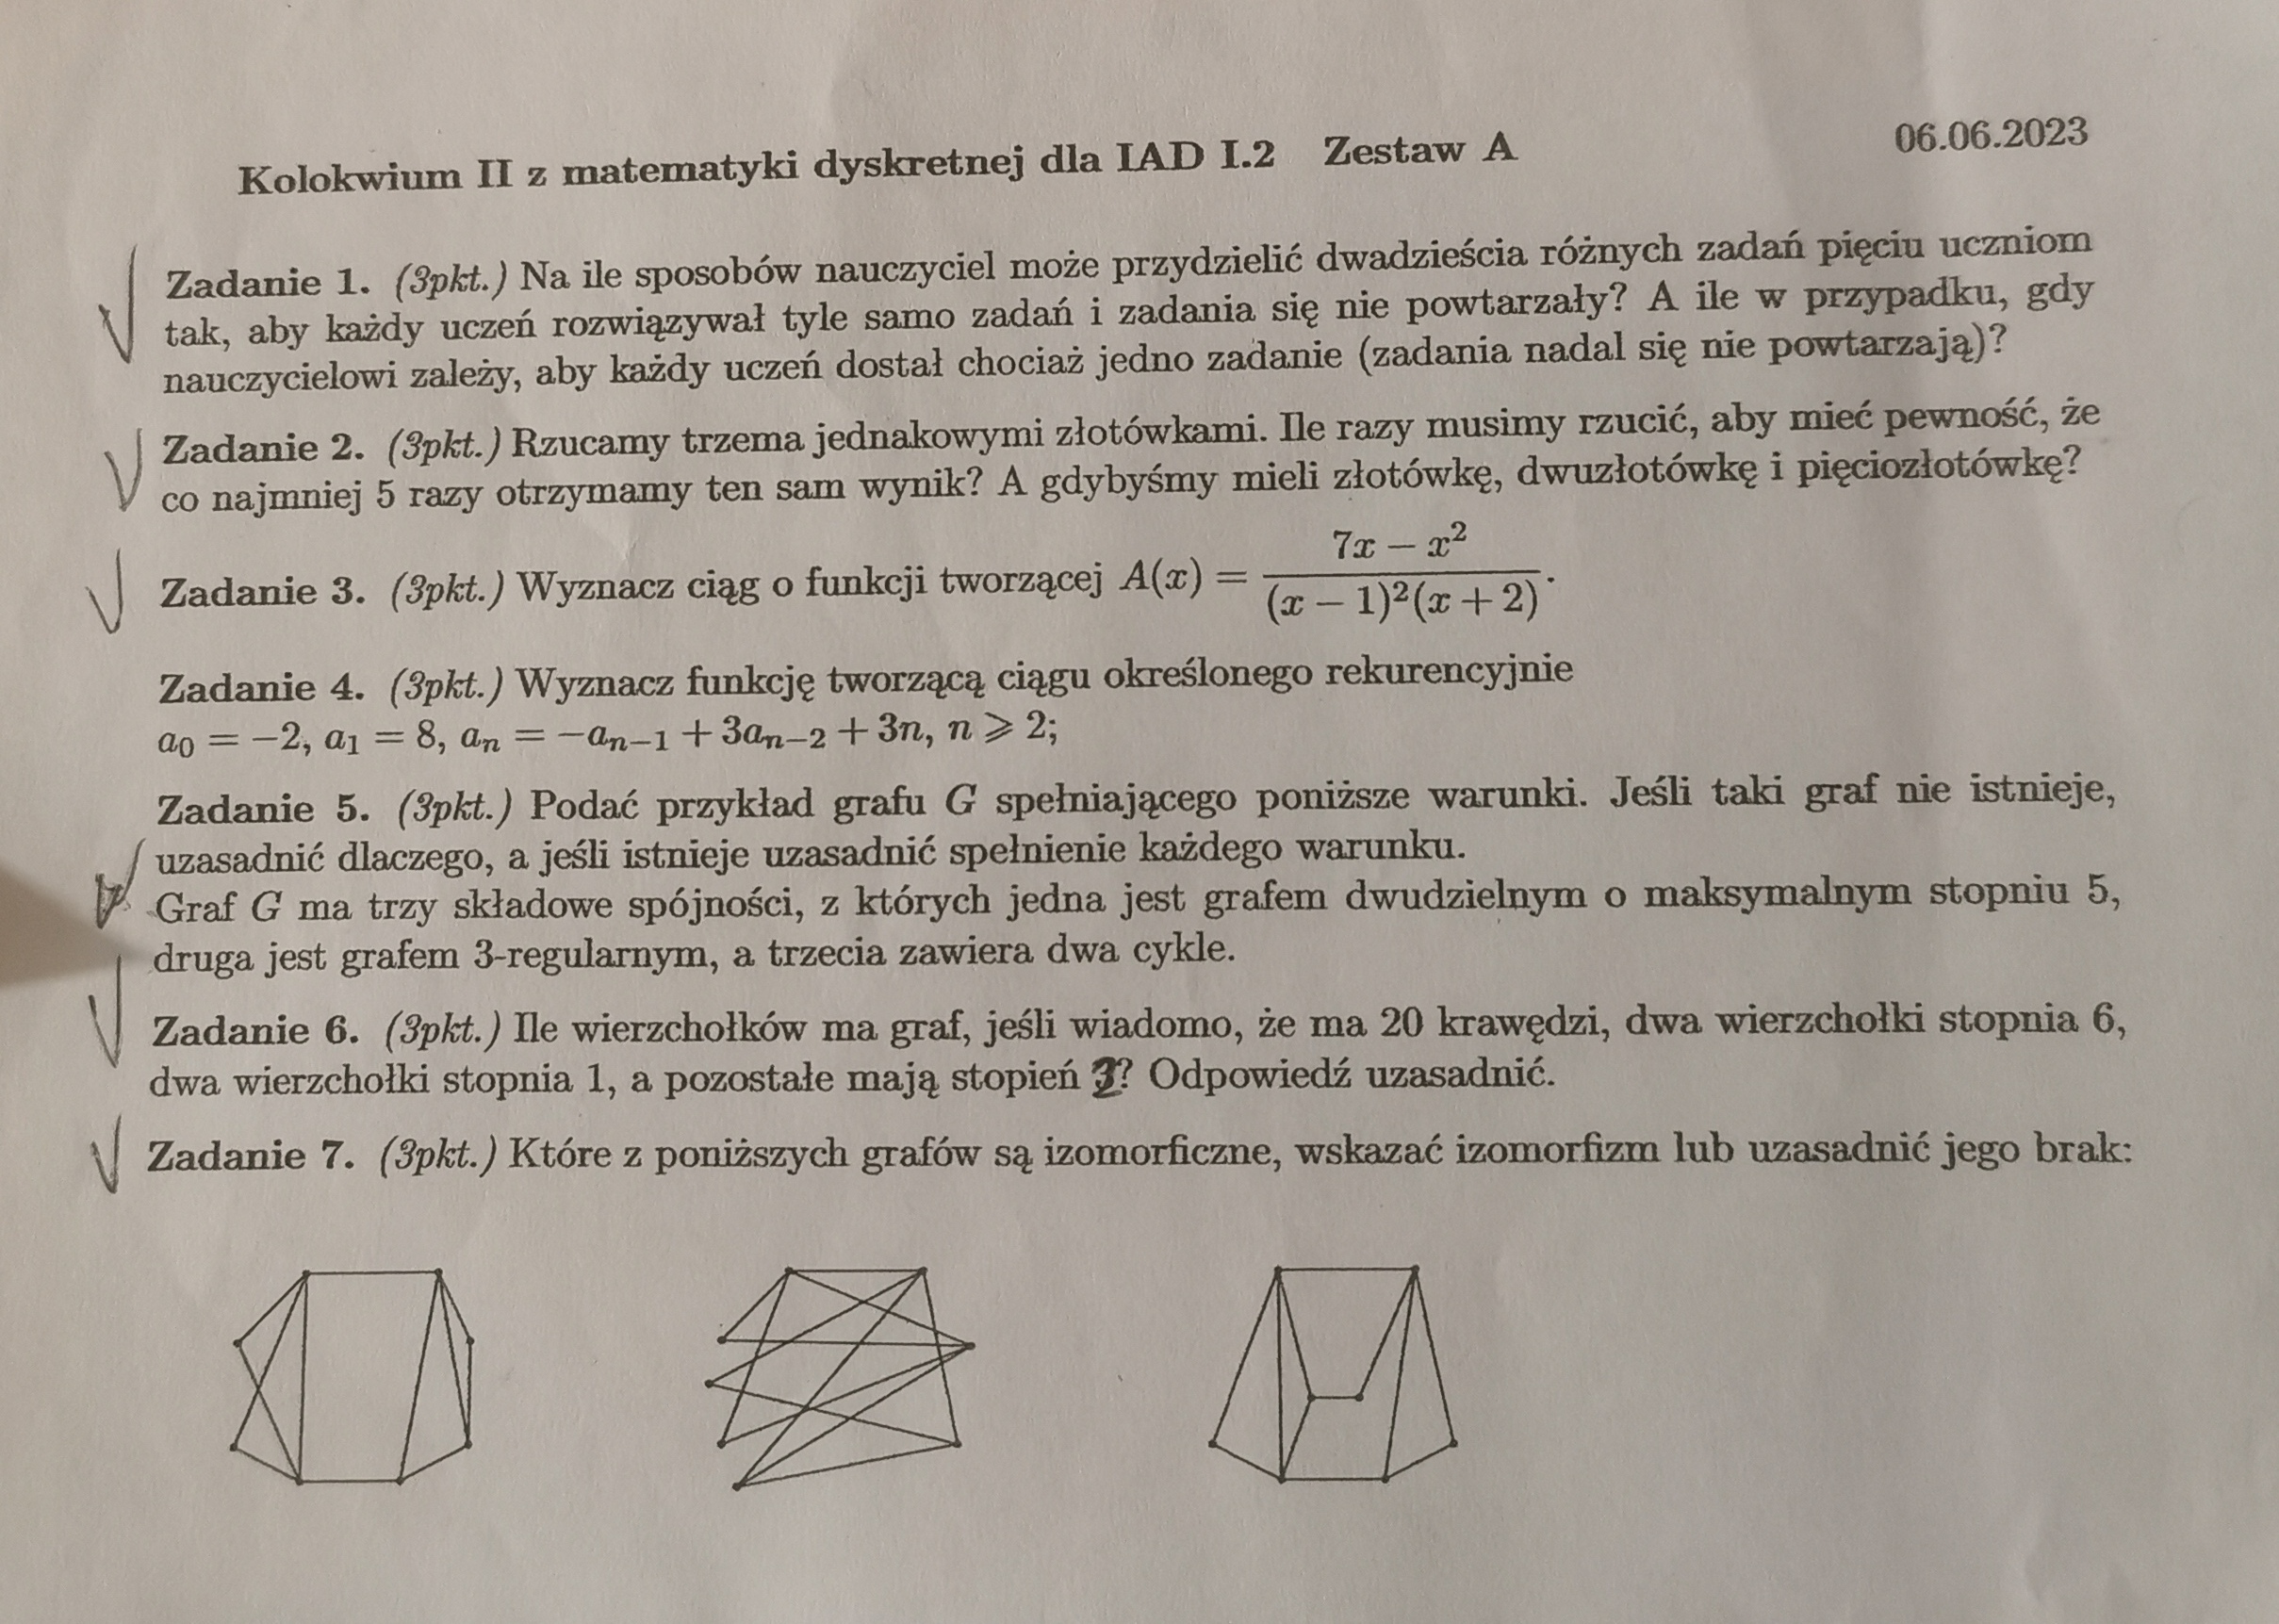 06.06.2023
Kolokwium II z matematyki dyskretnej dla IAD I.2 Zestaw A
Zadanie 1. (3pkt.) Na ile sposobów nauczyciel może przydzielić dwadzieścia różnych zadań pięciu uczniom
tak, aby każdy uczeń rozwiązywał tyle samo zadań i zadania się nie powtarzały? A ile w przypadku, gdy
nauczycielowi zależy, aby każdy uczeń dostał chociaż jedno zadanie (zadania nadal się nie powtarzają)?
Zadanie 2. (3pkt.) Rzucamy trzema jednakowymi złotówkami. Ile razy musimy rzucić, aby mieć pewność, że
co najmniej 5 razy otrzymamy ten sam wynik? A gdybyśmy mieli złotówkę, dwuzłotówkę i pięciozłotówkę?
Zadanie 3. (3pkt.) Wyznacz ciąg o funkcji tworzącej A(x) = (7x − x²) / ((x − 1)²(x + 2)).
Zadanie 4. (3pkt.) Wyznacz funkcję tworzącą ciągu określonego rekurencyjnie
a₀ = −2, a₁ = 8, aₙ = −aₙ₋₁ + 3aₙ₋₂ + 3n, n ⩾ 2;
Zadanie 5. (3pkt.) Podać przykład grafu G spełniającego poniższe warunki. Jeśli taki graf nie istnieje,
uzasadnić dlaczego, a jeśli istnieje uzasadnić spełnienie każdego warunku.
Graf G ma trzy składowe spójności, z których jedna jest grafem dwudzielnym o maksymalnym stopniu 5,
druga jest grafem 3-regularnym, a trzecia zawiera dwa cykle.
Zadanie 6. (3pkt.) Ile wierzchołków ma graf, jeśli wiadomo, że ma 20 krawędzi, dwa wierzchołki stopnia 6,
dwa wierzchołki stopnia 1, a pozostałe mają stopień ? Odpowiedź uzasadnić.
Zadanie 7. (3pkt.) Które z poniższych grafów są izomorficzne, wskazać izomorfizm lub uzasadnić jego brak: